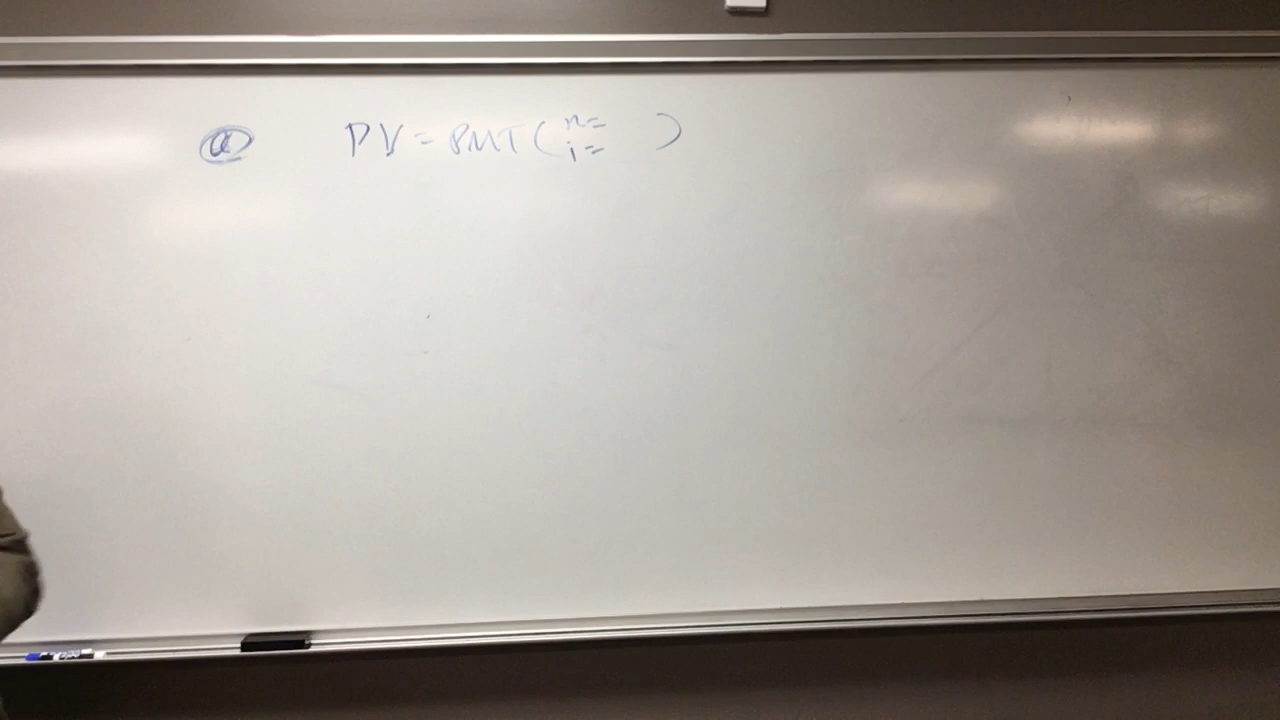 a PV = PMT ( n=
i= )